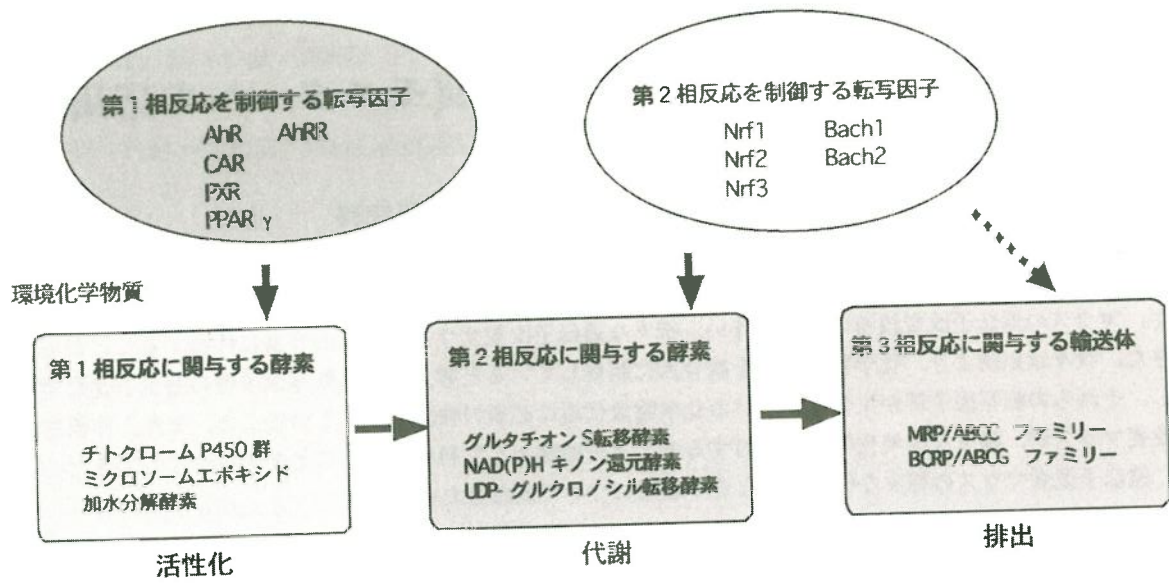 第1相反応を制御する転写因子
AhR AhRR
CAR
PXR
PPAR γ
第2相反応を制御する転写因子
Nrf1 Bach1
Nrf2 Bach2
Nrf3
環境化学物質
第1相反応に関与する酵素
チトクローム P450 群
ミクロソームエポキシド
加水分解酵素
活性化
第2相反応に関与する酵素
グルタチオン S転移酵素
NAD(P)H キノン還元酵素
UDP-グルクロノシル転移酵素
代謝
第3相反応に関与する輸送体
MRP/ABCC ファミリー
BCRP/ABCG ファミリー
排出